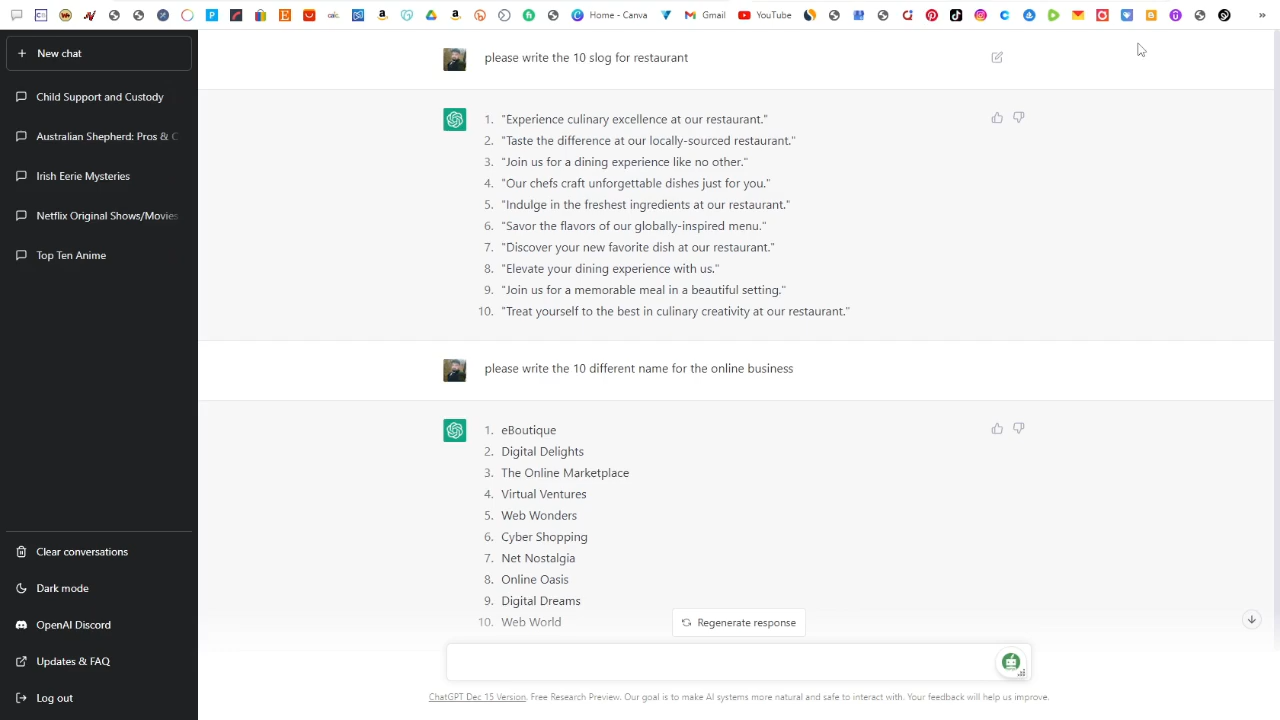 Home - Canva
Gmail
YouTube
»
+ New chat
Child Support and Custody
Australian Shepherd: Pros & C
Irish Eerie Mysteries
Netflix Original Shows/Movies
Top Ten Anime
Clear conversations
Dark mode
OpenAI Discord
Updates & FAQ
Log out
please write the 10 slog for restaurant
1. "Experience culinary excellence at our restaurant."
2. "Taste the difference at our locally-sourced restaurant."
3. "Join us for a dining experience like no other."
4. "Our chefs craft unforgettable dishes just for you."
5. "Indulge in the freshest ingredients at our restaurant."
6. "Savor the flavors of our globally-inspired menu."
7. "Discover your new favorite dish at our restaurant."
8. "Elevate your dining experience with us."
9. "Join us for a memorable meal in a beautiful setting."
10. "Treat yourself to the best in culinary creativity at our restaurant."
please write the 10 different name for the online business
1. eBoutique
2. Digital Delights
3. The Online Marketplace
4. Virtual Ventures
5. Web Wonders
6. Cyber Shopping
7. Net Nostalgia
8. Online Oasis
9. Digital Dreams
10. Web World
Regenerate response
ChatGPT Dec 15 Version. Free Research Preview. Our goal is to make AI systems more natural and safe to interact with. Your feedback will help us improve.